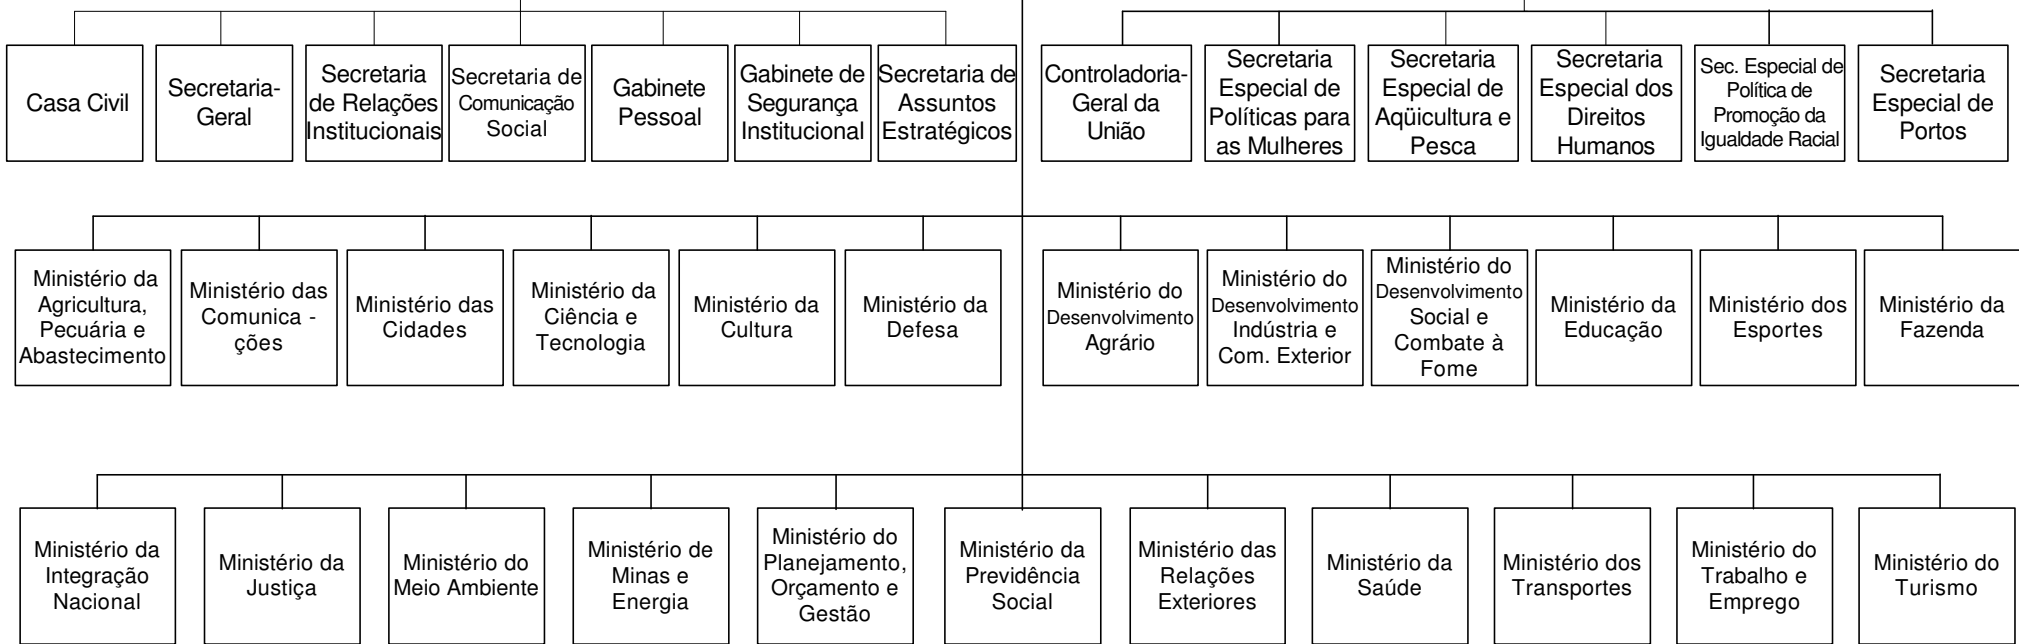 Casa Civil
Secretaria-
Geral
Secretaria
de Relações
Institucionais
Secretaria de
Comunicação
Social
Gabinete
Pessoal
Gabinete de
Segurança
Institucional
Secretaria de
Assuntos
Estratégicos
Controladoria-
Geral da
União
Secretaria
Especial de
Políticas para
as Mulheres
Secretaria
Especial de
Aqüicultura e
Pesca
Secretaria
Especial dos
Direitos
Humanos
Sec. Especial de
Política de
Promoção da
Igualdade Racial
Secretaria
Especial de
Portos
Ministério da
Agricultura,
Pecuária e
Abastecimento
Ministério das
Comunica -
ções
Ministério das
Cidades
Ministério da
Ciência e
Tecnologia
Ministério da
Cultura
Ministério da
Defesa
Ministério do
Desenvolvimento
Agrário
Ministério do
Desenvolvimento
Indústria e
Com. Exterior
Ministério do
Desenvolvimento
Social e
Combate à
Fome
Ministério da
Educação
Ministério dos
Esportes
Ministério da
Fazenda
Ministério da
Integração
Nacional
Ministério da
Justiça
Ministério do
Meio Ambiente
Ministério de
Minas e
Energia
Ministério do
Planejamento,
Orçamento e
Gestão
Ministério da
Previdência
Social
Ministério das
Relações
Exteriores
Ministério da
Saúde
Ministério dos
Transportes
Ministério do
Trabalho e
Emprego
Ministério do
Turismo